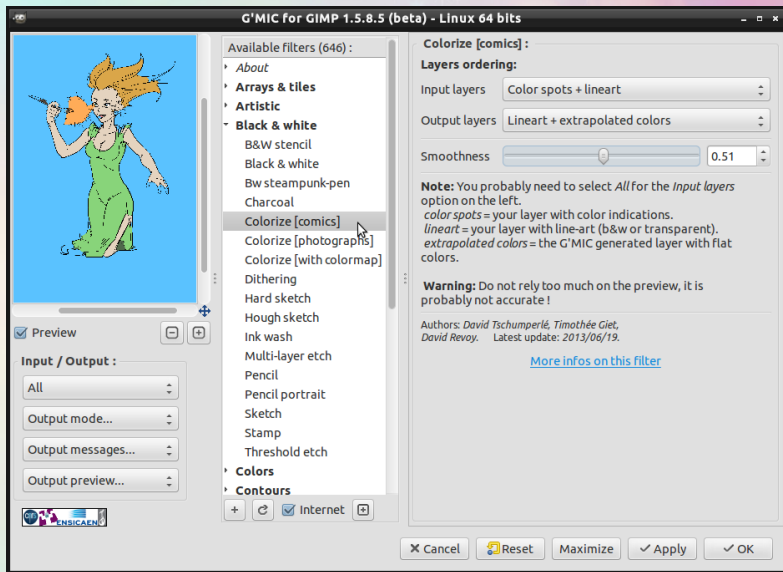 G'MIC for GIMP 1.5.8.5 (beta) - Linux 64 bits
Preview
Input / Output :
All
Output mode...
Output messages...
Output preview...
ENSICAEN
Available filters (646) :
About
Arrays & tiles
Artistic
Black & white
B&W stencil
Black & white
Bw steampunk-pen
Charcoal
Colorize [comics]
Colorize [photographs]
Colorize [with colormap]
Dithering
Hard sketch
Hough sketch
Ink wash
Multi-layer etch
Pencil
Pencil portrait
Sketch
Stamp
Threshold etch
Colors
Contours
Internet
Colorize [comics] :
Layers ordering:
Input layers Color spots + lineart
Output layers Lineart + extrapolated colors
Smoothness 0.51
Note: You probably need to select All for the Input layers
option on the left.
color spots = your layer with color indications.
lineart = your layer with line-art (b&w or transparent).
extrapolated colors = the G'MIC generated layer with flat
colors.
Warning: Do not rely too much on the preview, it is
probably not accurate !
Authors: David Tschumperlé, Timothée Giet,
David Revoy. Latest update: 2013/06/19.
More infos on this filter
Cancel Reset Maximize Apply OK